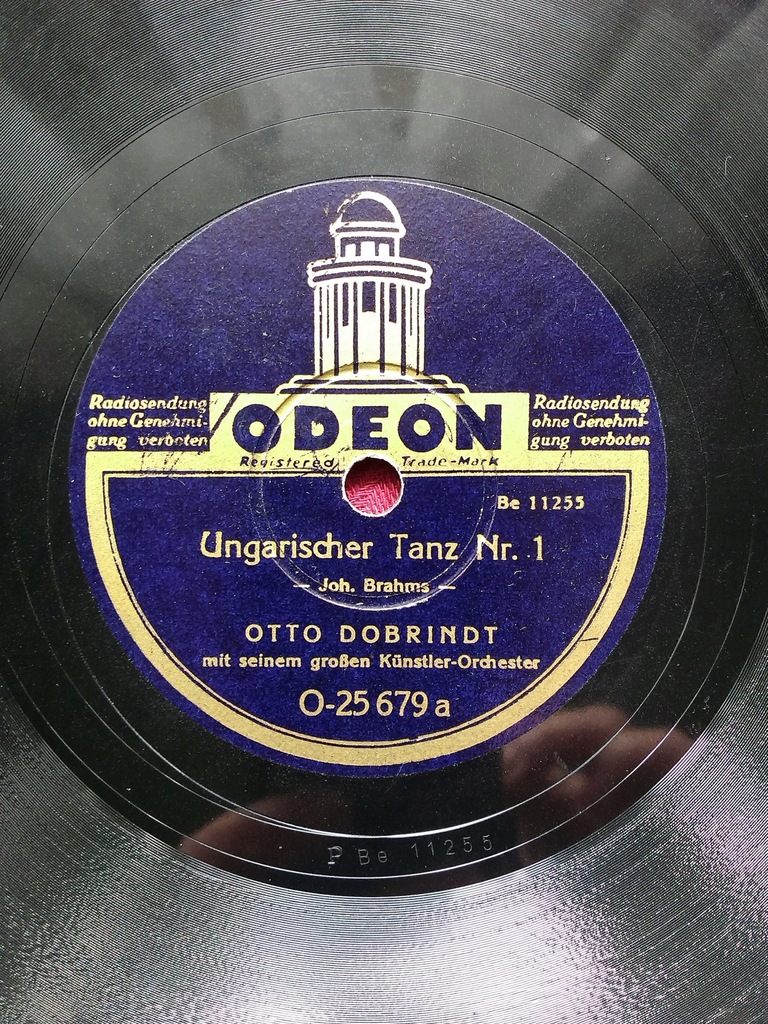 Radiosendung
ohne Genehmi-
gung verboten
ODEON
Registered Trade-Mark
Radiosendung
ohne Genehmi-
gung verboten
Be 11255
Ungarischer Tanz Nr. 1
— Joh. Brahms —
OTTO DOBRINDT
mit seinem großen Künstler-Orchester
O-25 679 a
P Be 11255